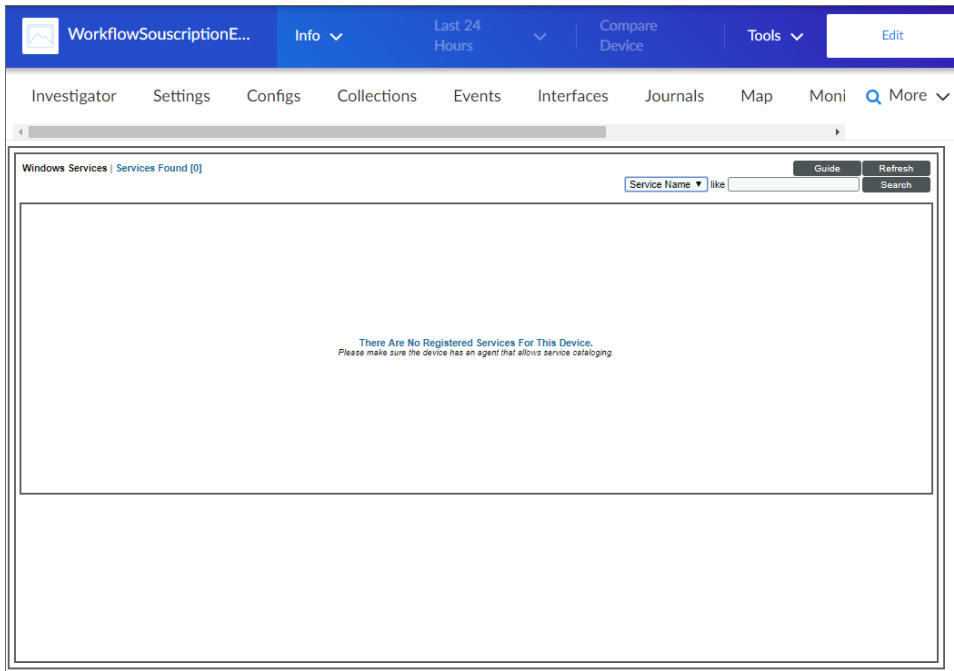 WorkflowSouscriptionE... Info Last 24 Hours Compare Device Tools Edit
Investigator Settings Configs Collections Events Interfaces Journals Map Moni More
Windows Services | Services Found [0] Guide Refresh
Service Name like Search
There Are No Registered Services For This Device.
Please make sure the device has an agent that allows service cataloging.